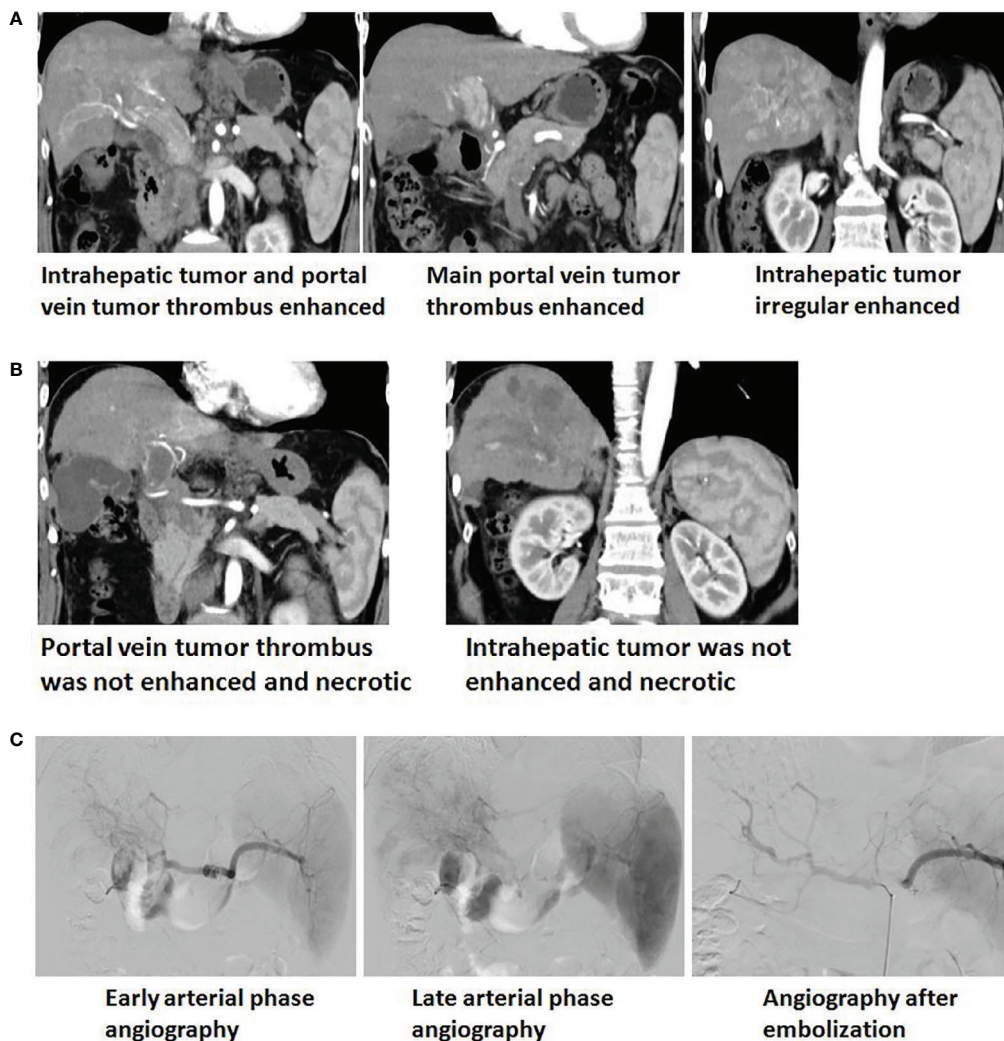 A
Intrahepatic tumor and portal
vein tumor thrombus enhanced
Main portal vein tumor
thrombus enhanced
Intrahepatic tumor
irregular enhanced
B
Portal vein tumor thrombus
was not enhanced and necrotic
Intrahepatic tumor was not
enhanced and necrotic
C
Early arterial phase
angiography
Late arterial phase
angiography
Angiography after
embolization